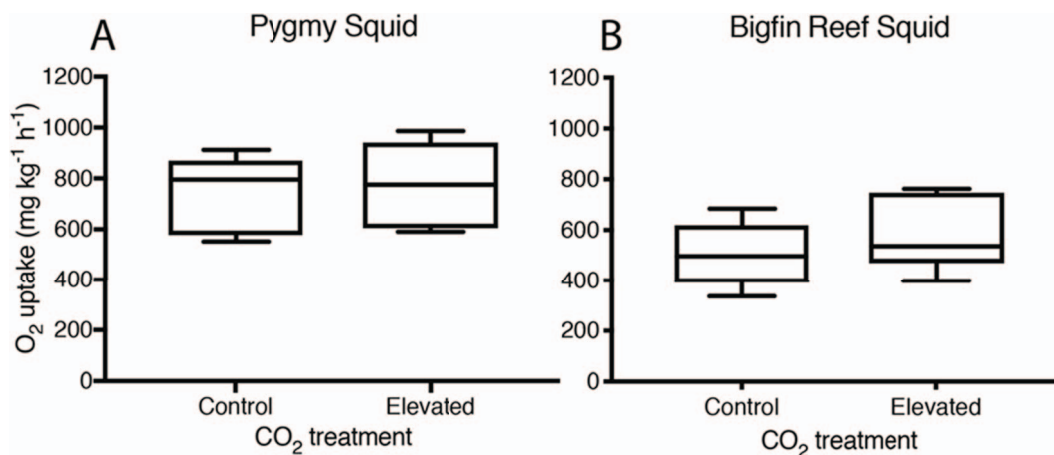 A
Pygmy Squid
O₂ uptake (mg kg⁻¹ h⁻¹)
1200
1000
800
600
400
200
0
Control
Elevated
CO₂ treatment
B
Bigfin Reef Squid
1200
1000
800
600
400
200
0
Control
Elevated
CO₂ treatment